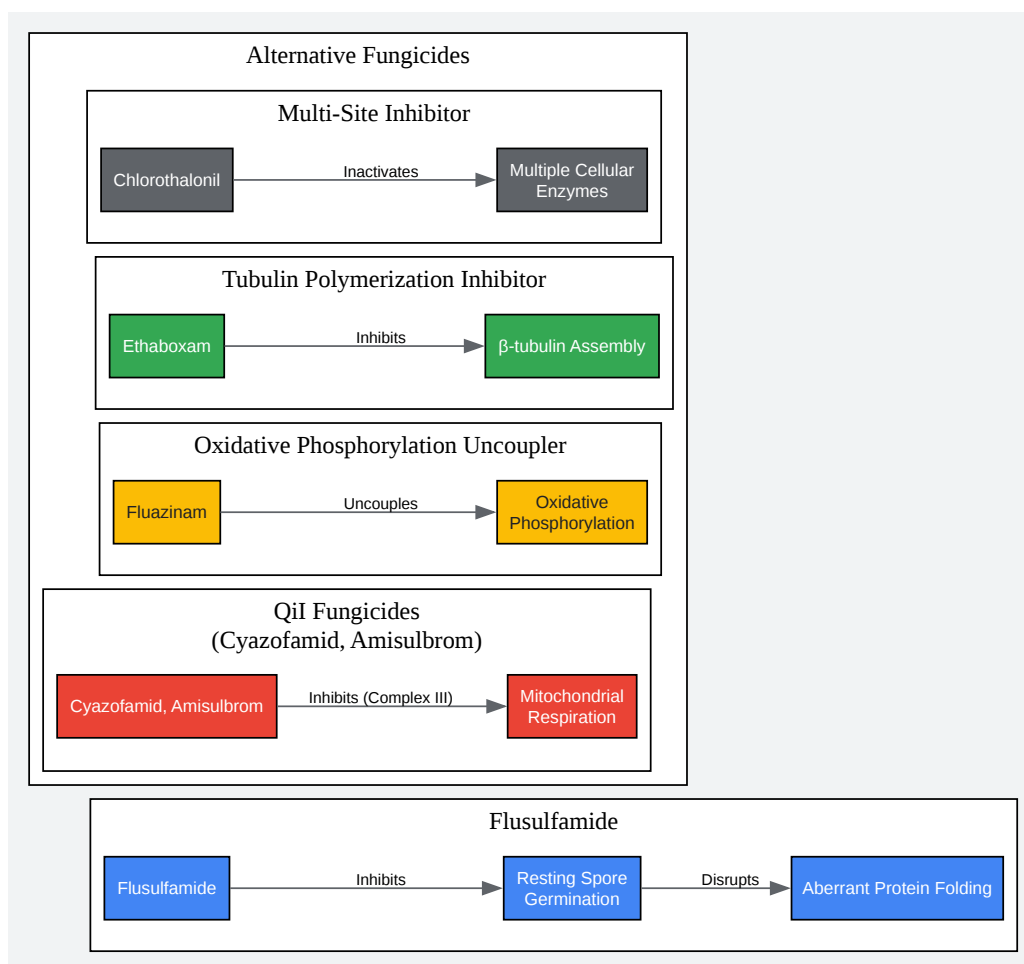 Alternative Fungicides
Multi-Site Inhibitor
Chlorothalonil
Inactivates
Multiple Cellular
Enzymes
Tubulin Polymerization Inhibitor
Ethaboxam
Inhibits
β-tubulin Assembly
Oxidative Phosphorylation Uncoupler
Fluazinam
Uncouples
Oxidative
Phosphorylation
QiI Fungicides
(Cyazofamid, Amisulbrom)
Cyazofamid, Amisulbrom
Inhibits (Complex III)
Mitochondrial
Respiration
Flusulfamide
Flusulfamide
Inhibits
Resting Spore
Germination
Disrupts
Aberrant Protein Folding